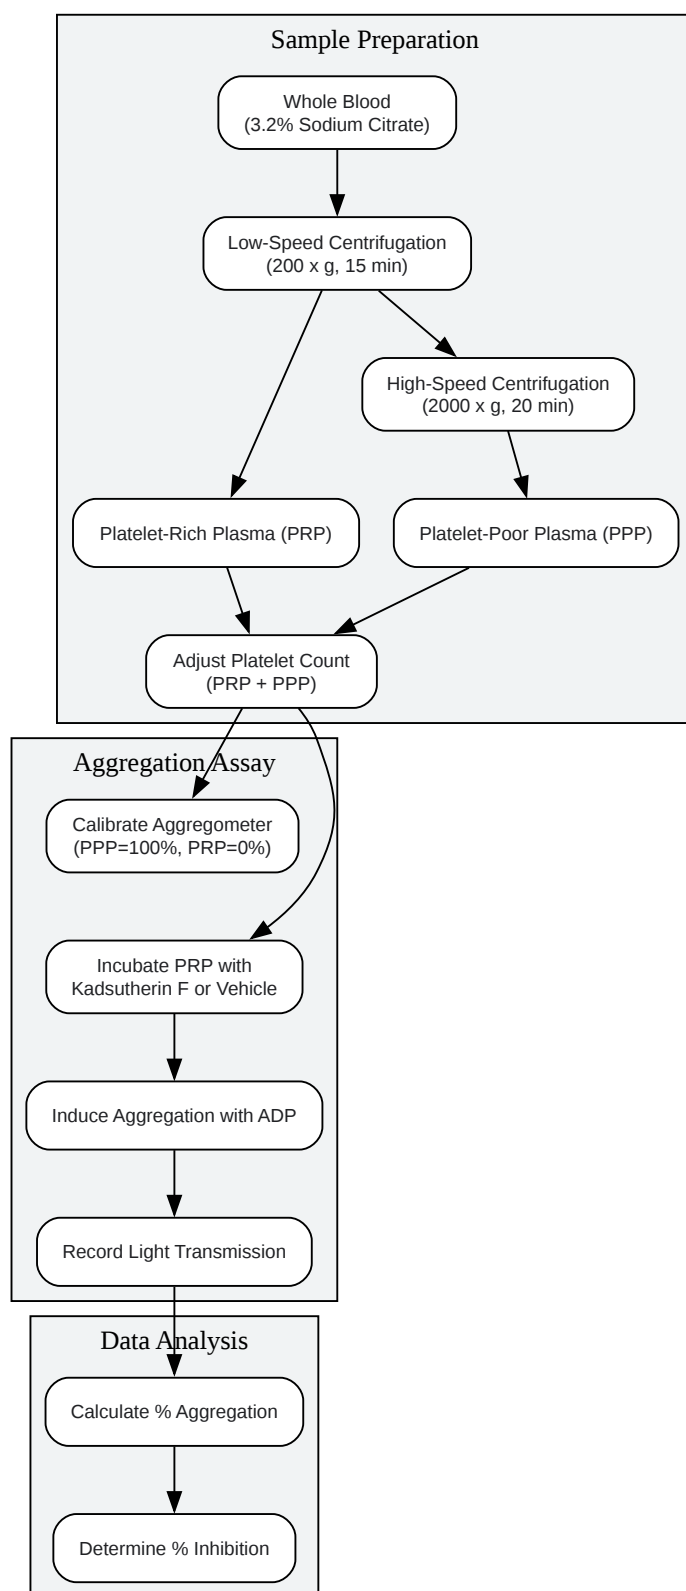 Sample Preparation
Whole Blood
(3.2% Sodium Citrate)
Low-Speed Centrifugation
(200 x g, 15 min)
High-Speed Centrifugation
(2000 x g, 20 min)
Platelet-Rich Plasma (PRP)
Platelet-Poor Plasma (PPP)
Adjust Platelet Count
(PRP + PPP)
Aggregation Assay
Calibrate Aggregometer
(PPP=100%, PRP=0%)
Incubate PRP with
Kadsutherin F or Vehicle
Induce Aggregation with ADP
Record Light Transmission
Data Analysis
Calculate % Aggregation
Determine % Inhibition